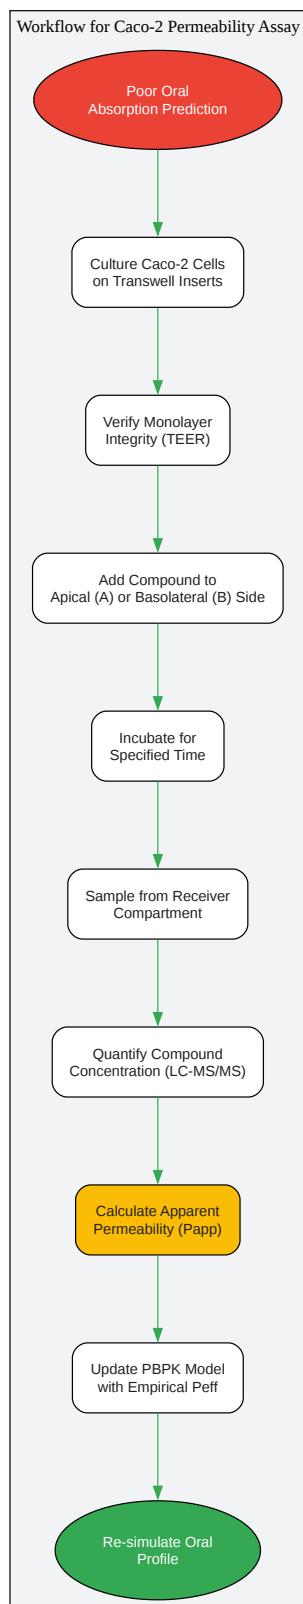 Workflow for Caco-2 Permeability Assay
Poor Oral
Absorption Prediction
Culture Caco-2 Cells
on Transwell Inserts
Verify Monolayer
Integrity (TEER)
Add Compound to
Apical (A) or Basolateral (B) Side
Incubate for
Specified Time
Sample from Receiver
Compartment
Quantify Compound
Concentration (LC-MS/MS)
Calculate Apparent
Permeability (Papp)
Update PBPK Model
with Empirical Peff
Re-simulate Oral
Profile